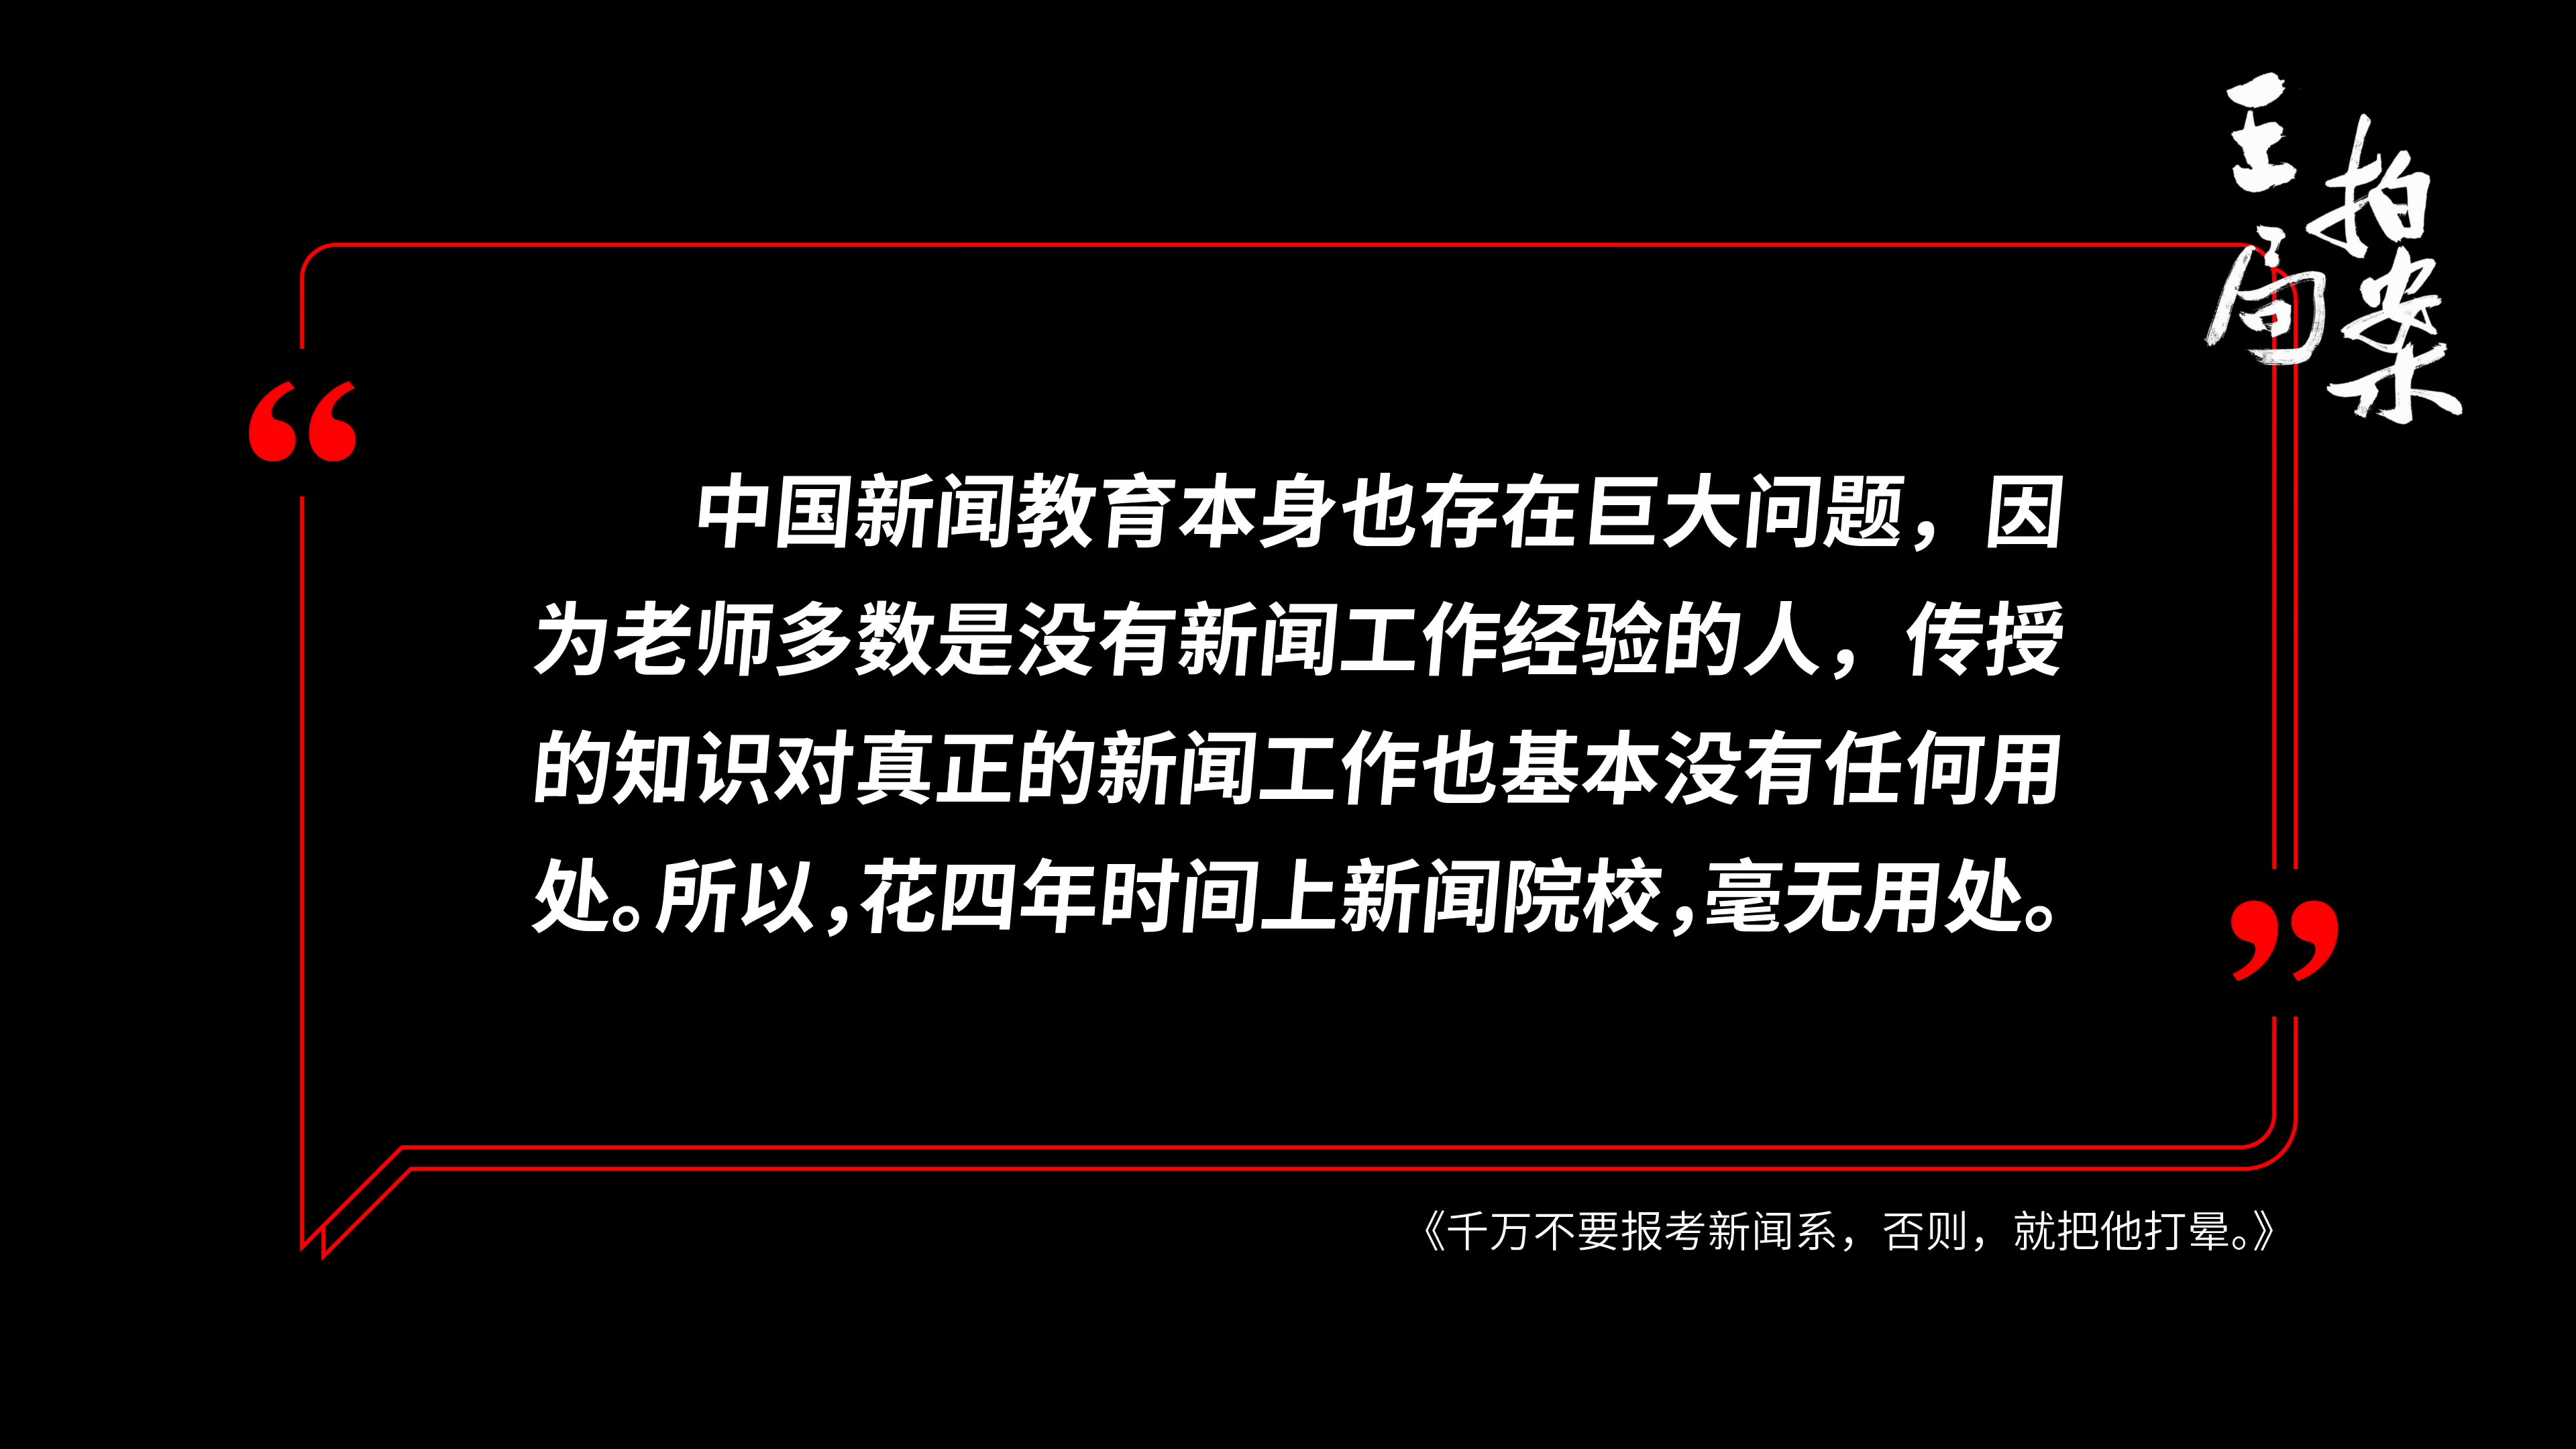 王局
拍案
“
中国新闻教育本身也存在巨大问题，因
为老师多数是没有新闻工作经验的人，传授
的知识对真正的新闻工作也基本没有任何用
处。所以，花四年时间上新闻院校，毫无用处。
”
《千万不要报考新闻系，否则，就把他打晕。》